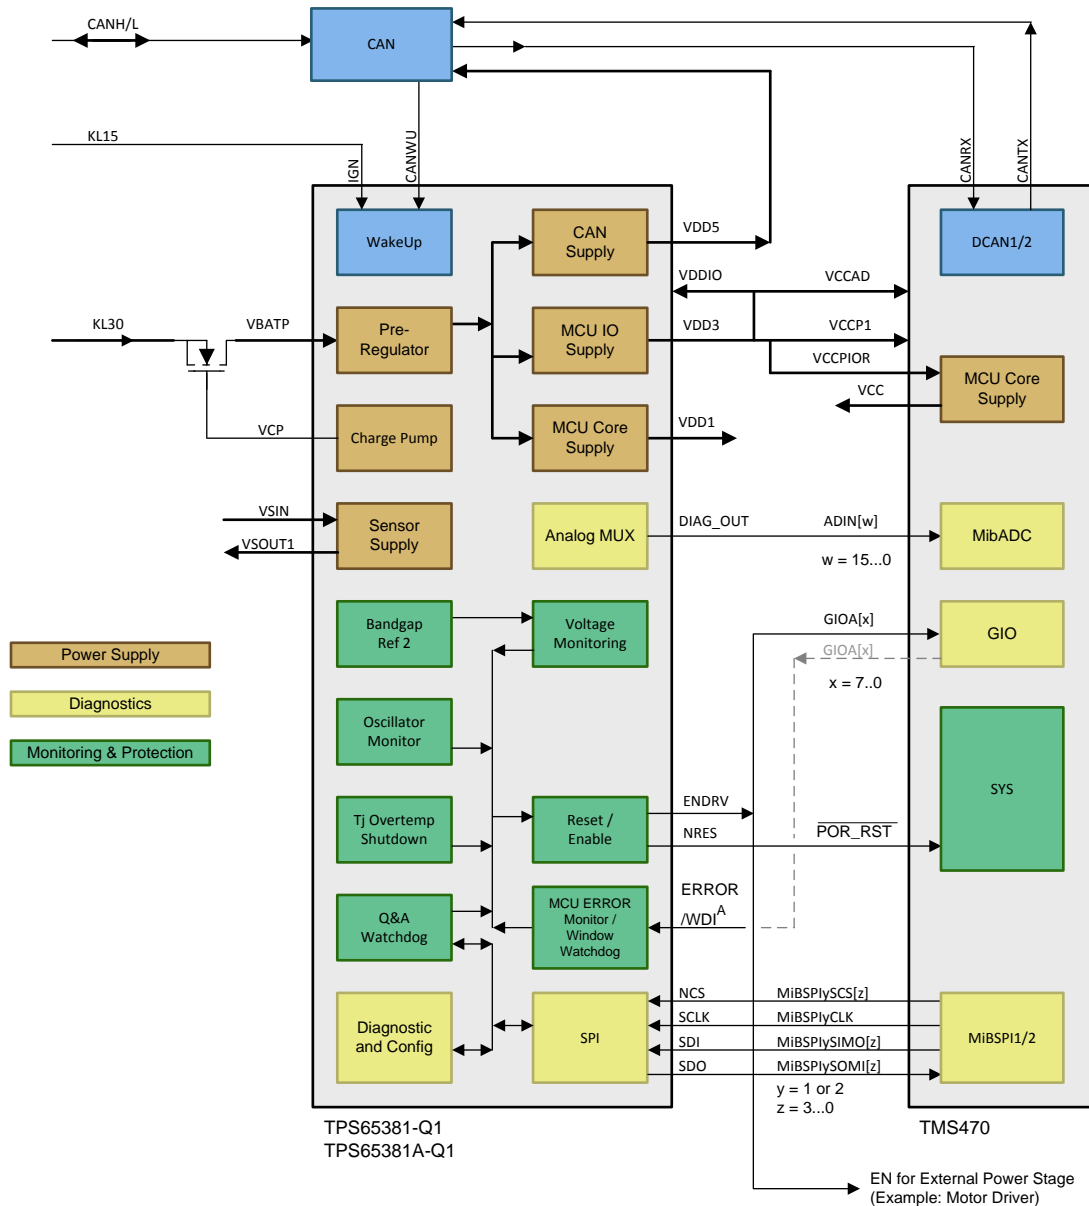 CANH/L
CAN
KL15
IGN
CANWU
CANRX
CANTX
WakeUp
CAN
Supply
VDD5
DCAN1/2
VDDIO
VCCAD
KL30
VBATP
Pre-
Regulator
MCU IO
Supply
VDD3
VCCP1
VCCPIOR
VCC
MCU Core
Supply
VCP
Charge Pump
MCU Core
Supply
VDD1
VSIN
VSOUT1
Sensor
Supply
Analog MUX
DIAG_OUT
ADIN[w]
w = 15...0
MibADC
Bandgap
Ref 2
Voltage
Monitoring
GIOA[x]
GIOA[x]
x = 7..0
GIO
Power Supply
Diagnostics
Monitoring & Protection
Oscillator
Monitor
SYS
Tj Overtemp
Shutdown
Reset /
Enable
ENDRV
NRES
POR_RST
Q&A
Watchdog
MCU ERROR
Monitor /
Window
Watchdog
ERROR
/WDI^A
Diagnostic
and Config
SPI
NCS
SCLK
SDI
SDO
MiBSPIySCS[z]
MiBSPIyCLK
MiBSPIySIMO[z]
MiBSPIySOMI[z]
y = 1 or 2
z = 3...0
MiBSPI1/2
TPS65381-Q1
TPS65381A-Q1
TMS470
EN for External Power Stage
(Example: Motor Driver)